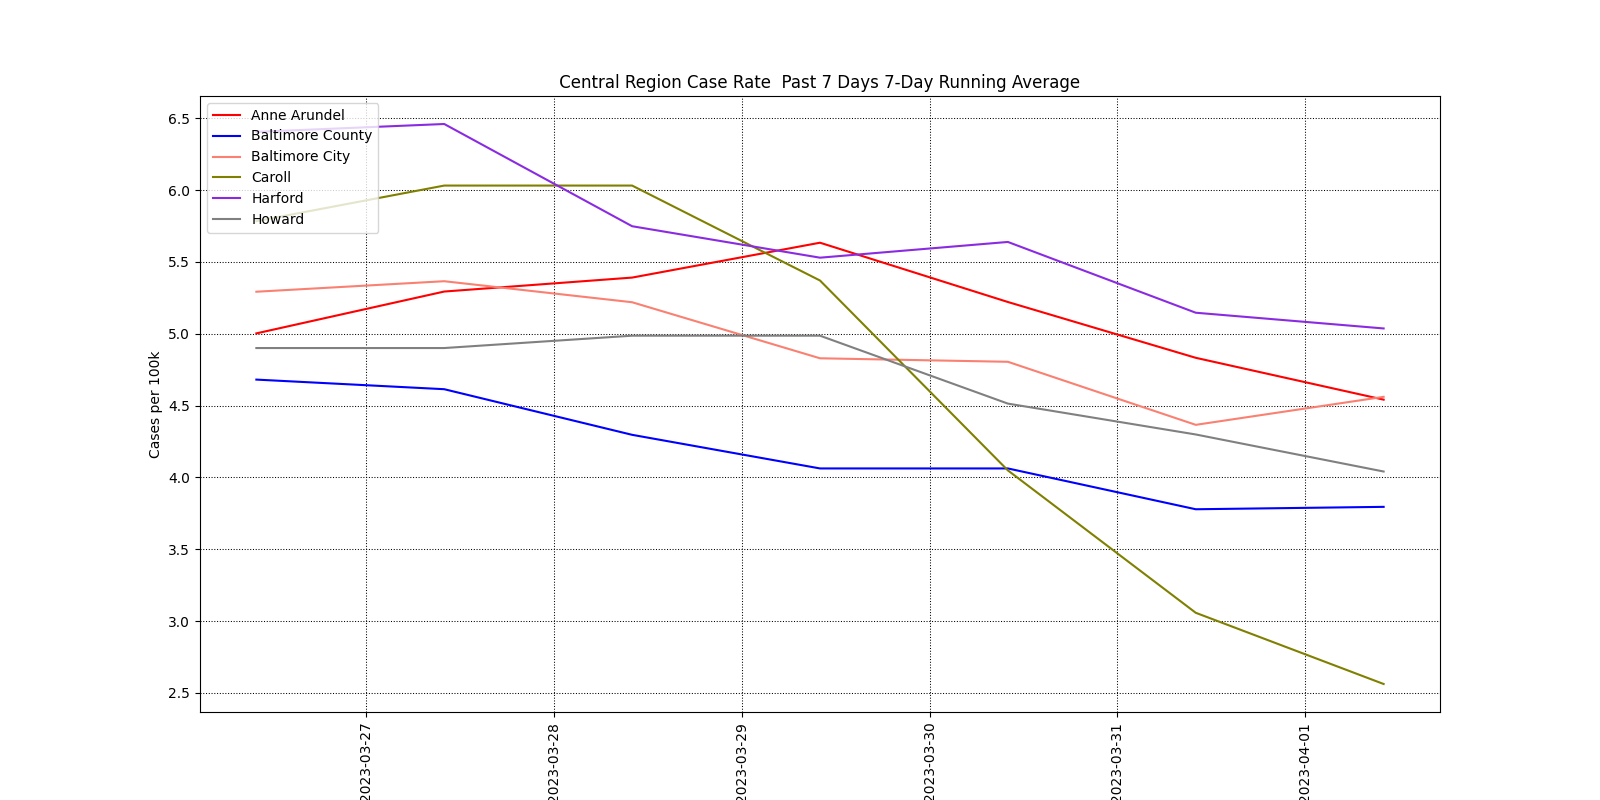 Central Region Case Rate  Past 7 Days 7-Day Running Average
Anne Arundel
Baltimore County
Baltimore City
Caroll
Harford
Howard
Cases per 100k
6.5
6.0
5.5
5.0
4.5
4.0
3.5
3.0
2.5
2023-03-27
2023-03-28
2023-03-29
2023-03-30
2023-03-31
2023-04-01